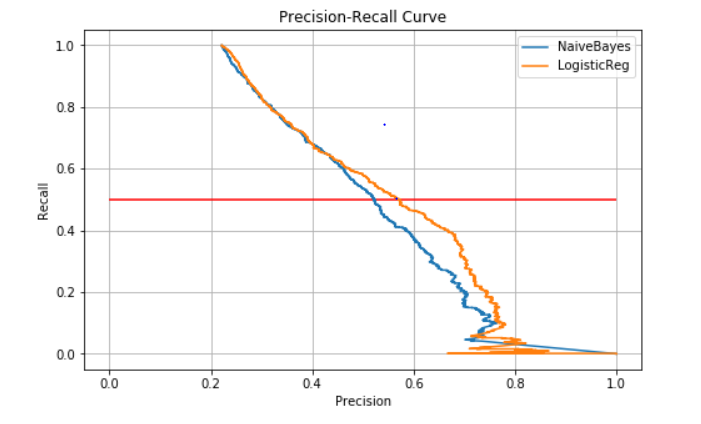 Precision-Recall Curve
NaiveBayes
LogisticReg
1.0
0.8
0.6
0.4
0.2
0.0
Recall
0.0 0.2 0.4 0.6 0.8 1.0
Precision